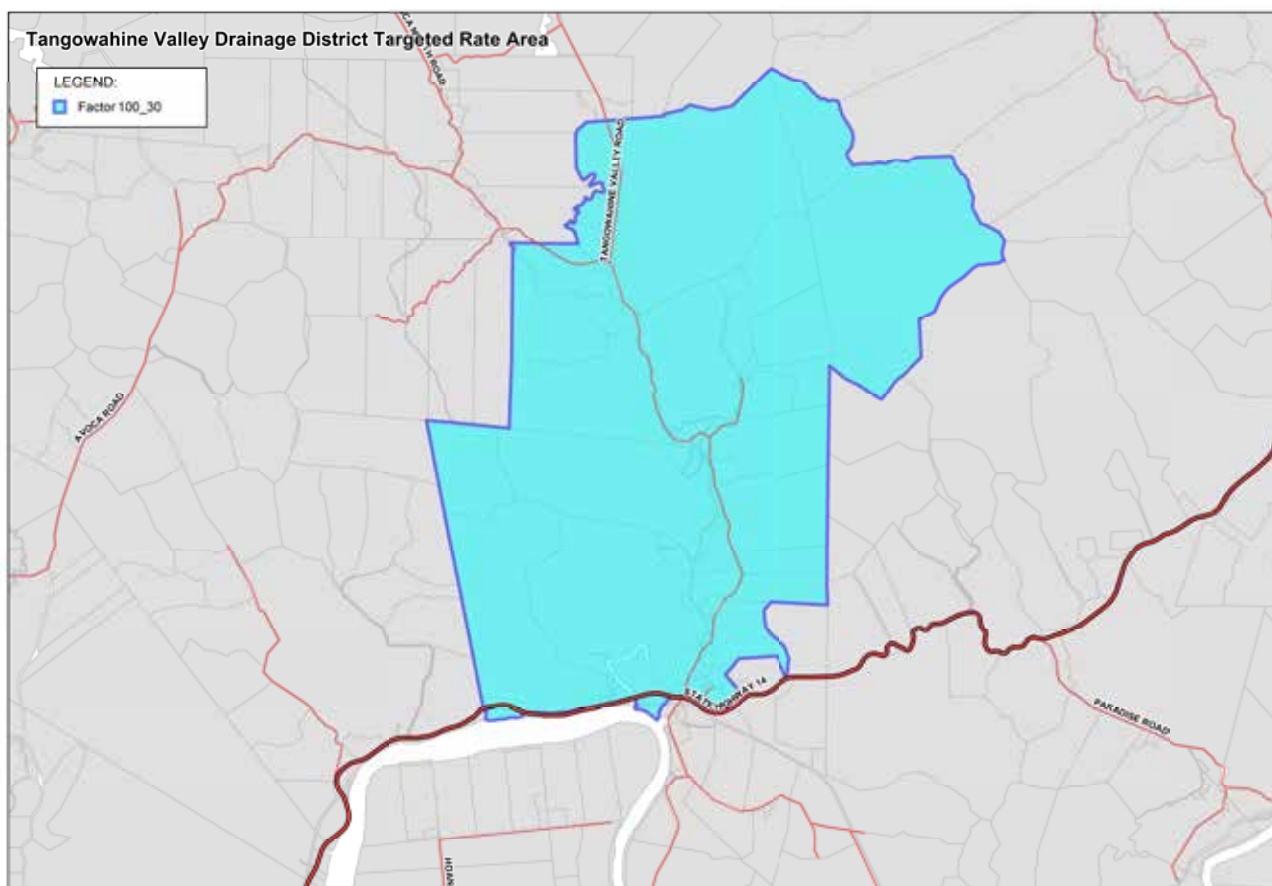 Tangowahine Valley Drainage District Targeted Rate Area
LEGEND:
Factor 100_30
TANGOWAHINE VALLEY ROAD
AVOCA ROAD
STATE HIGHWAY 14
PARADISE ROAD